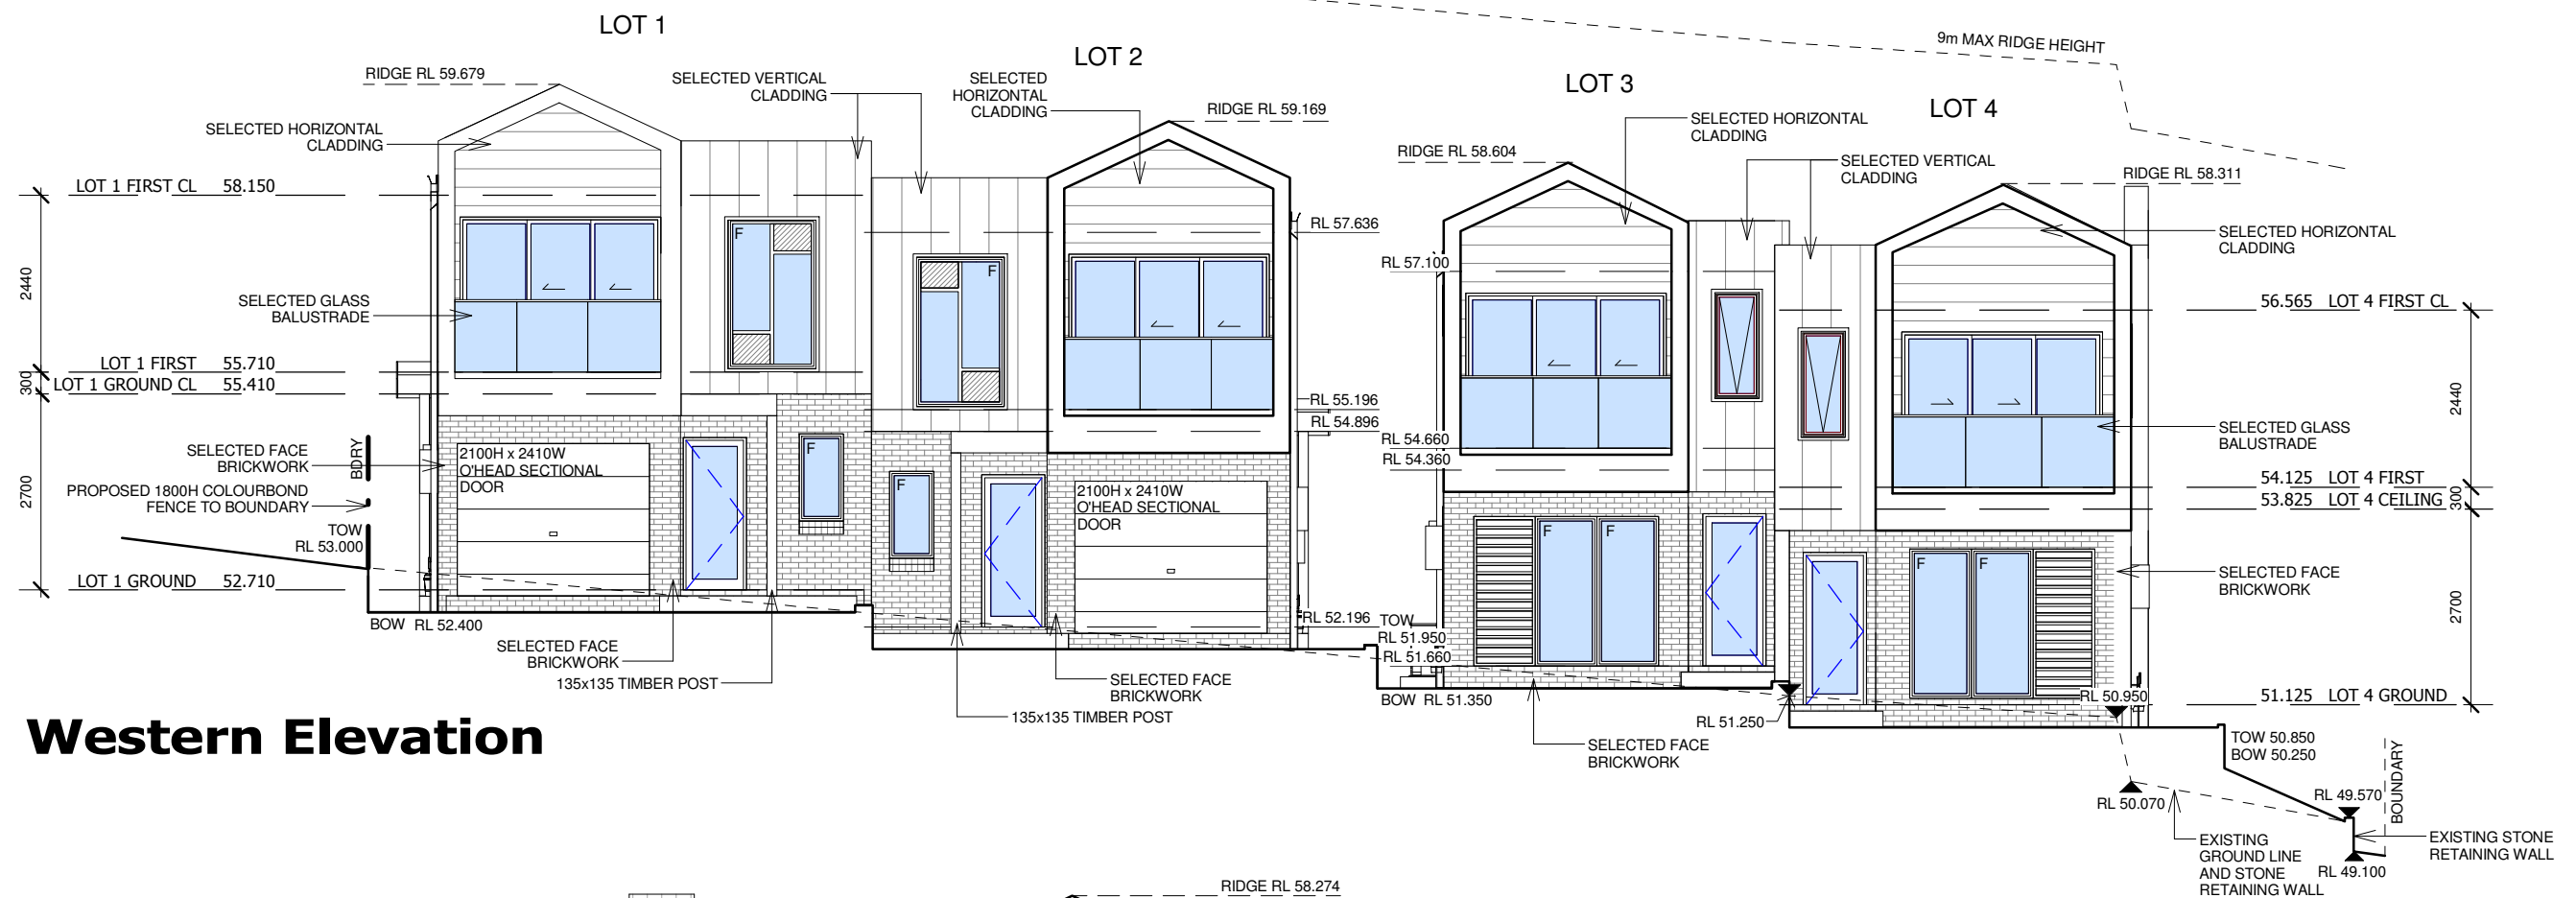 LOT 1
LOT 2
LOT 3
LOT 4
9m MAX RIDGE HEIGHT
RIDGE RL 59.679
SELECTED VERTICAL
CLADDING
SELECTED
HORIZONTAL
CLADDING
RIDGE RL 59.169
SELECTED HORIZONTAL
CLADDING
RIDGE RL 58.604
SELECTED HORIZONTAL
CLADDING
SELECTED VERTICAL
CLADDING
RIDGE RL 58.311
LOT 1 FIRST CL 58.150
RL 57.636
RL 57.100
SELECTED HORIZONTAL
CLADDING
F
F
2440
SELECTED GLASS
BALUSTRADE
56.565 LOT 4 FIRST CL
2440
LOT 1 FIRST 55.710
300
LOT 1 GROUND CL 55.410
RL 55.196
RL 54.896
RL 54.660
RL 54.360
SELECTED GLASS
BALUSTRADE
54.125 LOT 4 FIRST
53.825 LOT 4 CEILING
300
SELECTED FACE
BRICKWORK
BDRY
2100H x 2410W
O'HEAD SECTIONAL
DOOR
F
F
2100H x 2410W
O'HEAD SECTIONAL
DOOR
F
F
F
F
2700
PROPOSED 1800H COLOURBOND
FENCE TO BOUNDARY
TOW
RL 53.000
LOT 1 GROUND 52.710
BOW RL 52.400
SELECTED FACE
BRICKWORK
135x135 TIMBER POST
RL 52.196
TOW
RL 51.950
RL 51.660
BOW RL 51.350
SELECTED FACE
BRICKWORK
135x135 TIMBER POST
RL 51.250
SELECTED FACE
BRICKWORK
RL 50.950
SELECTED FACE
BRICKWORK
2700
51.125 LOT 4 GROUND
TOW 50.850
BOW 50.250
Western Elevation
BOUNDARY
RL 50.070
RL 49.570
EXISTING
GROUND LINE
AND STONE
RETAINING WALL
RL 49.100
EXISTING STONE
RETAINING WALL
RIDGE RL 58.274